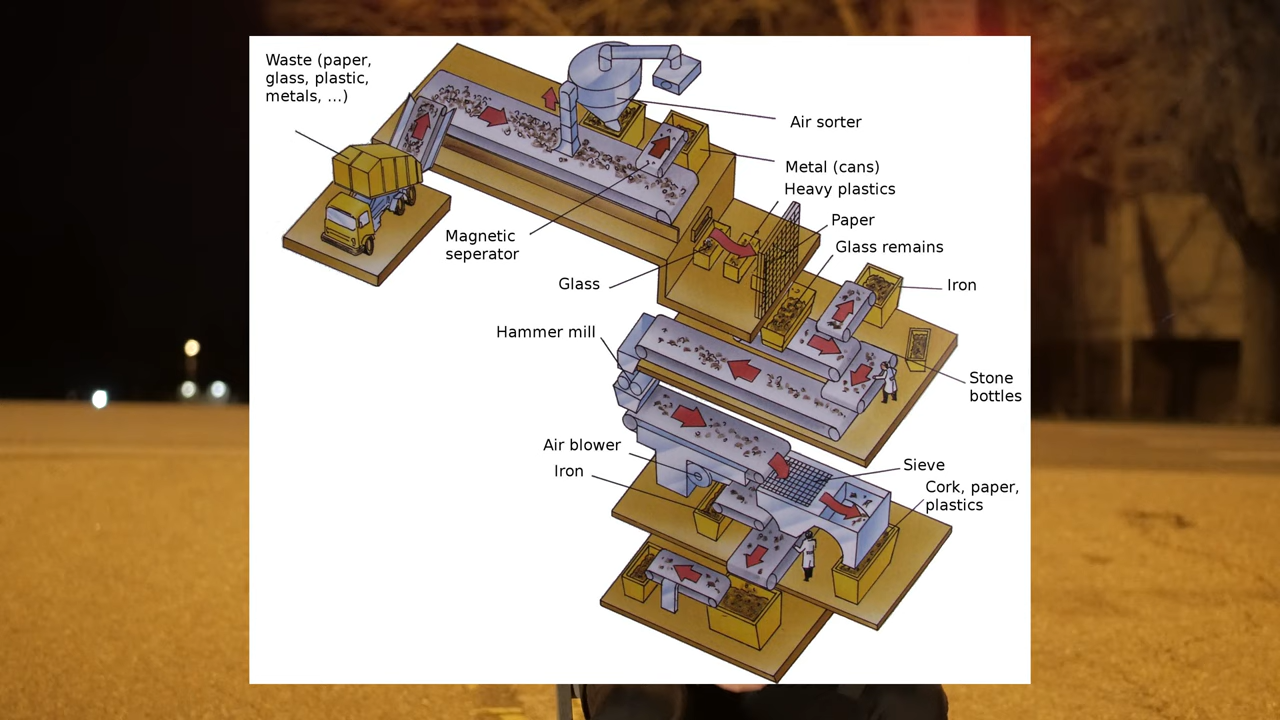 Waste (paper,
glass, plastic,
metals, ...)
Air sorter
Metal (cans)
Heavy plastics
Paper
Glass remains
Magnetic
seperator
Glass
Iron
Hammer mill
Stone
bottles
Air blower
Iron
Sieve
Cork, paper,
plastics